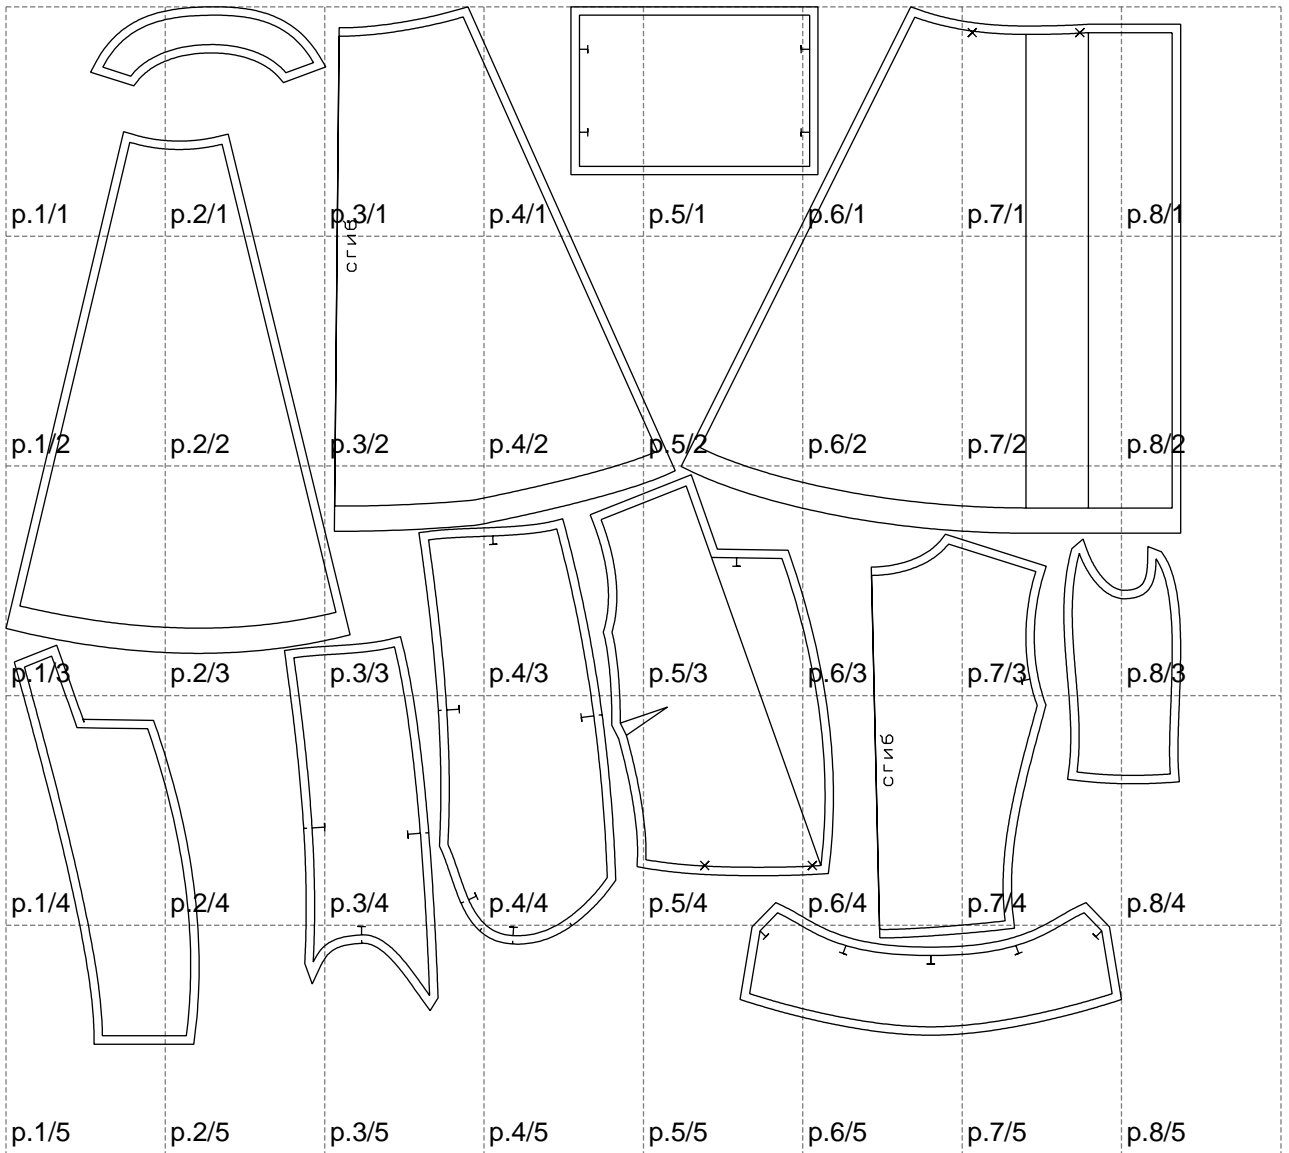 p.1/1 p.2/1 p.3/1 p.4/1 p.5/1 p.6/1 p.7/1 p.8/1
сгиб
p.1/2 p.2/2 p.3/2 p.4/2 p.5/2 p.6/2 p.7/2 p.8/2
p.1/3 p.2/3 p.3/3 p.4/3 p.5/3 p.6/3 p.7/3 p.8/3
сгиб
p.1/4 p.2/4 p.3/4 p.4/4 p.5/4 p.6/4 p.7/4 p.8/4
p.1/5 p.2/5 p.3/5 p.4/5 p.5/5 p.6/5 p.7/5 p.8/5